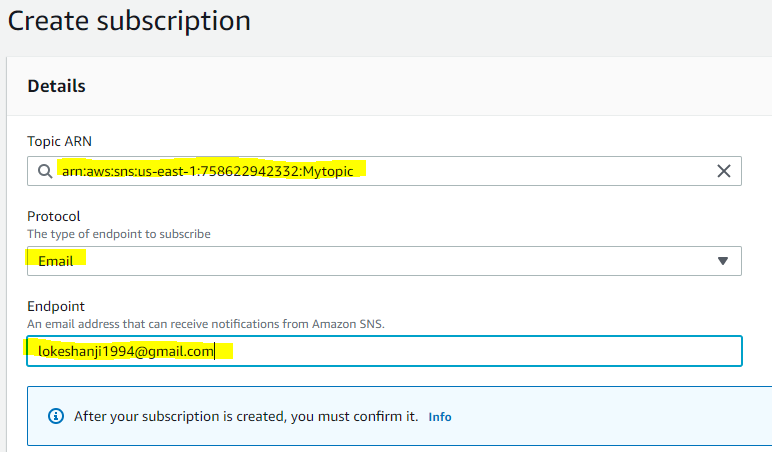 Create subscription
Details
Topic ARN
arn:aws:sns:us-east-1:758622942332:Mytopic
Protocol
The type of endpoint to subscribe
Email
Endpoint
An email address that can receive notifications from Amazon SNS.
lokeshanji1994@gmail.com
After your subscription is created, you must confirm it. Info